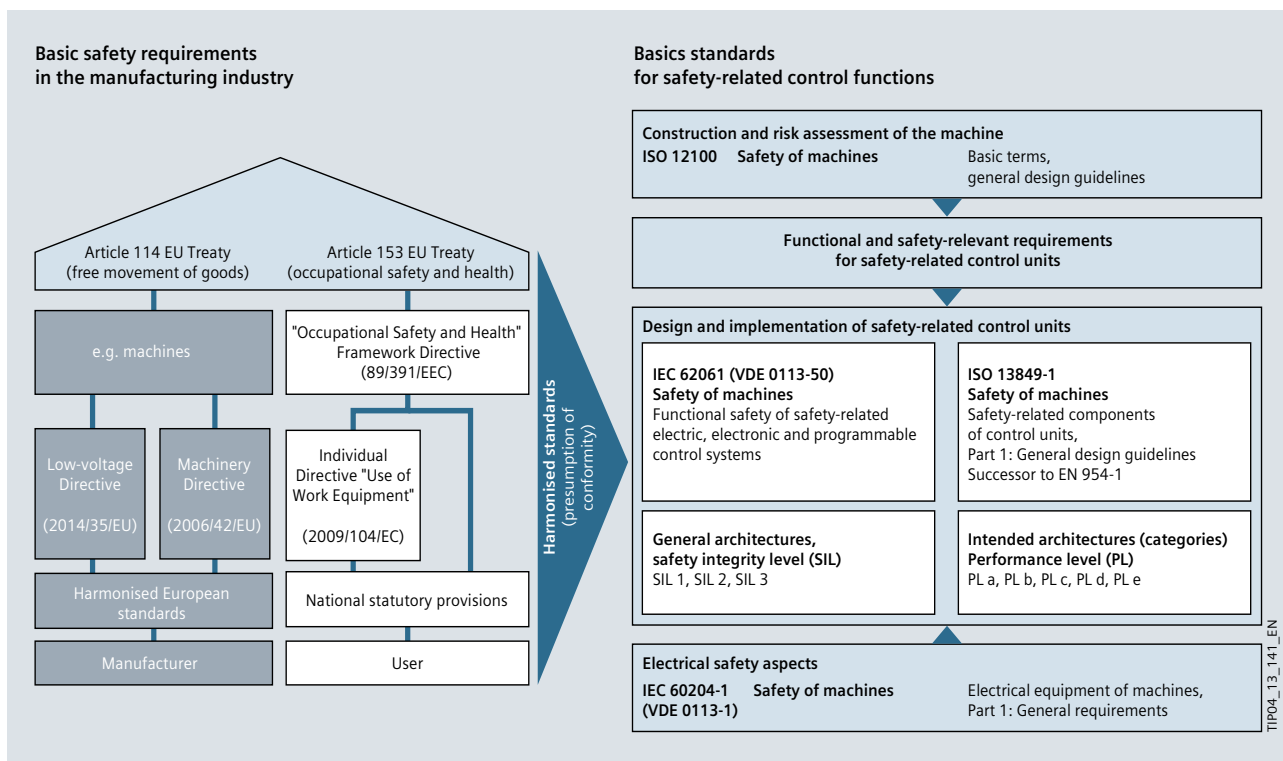 Basic safety requirements
in the manufacturing industry
Article 114 EU Treaty
(free movement of goods)
Article 153 EU Treaty
(occupational safety and health)
e.g. machines
"Occupational Safety and Health"
Framework Directive
(89/391/EEC)
Low-voltage
Directive
(2014/35/EU)
Machinery
Directive
(2006/42/EU)
Individual
Directive "Use of
Work Equipment"
(2009/104/EC)
Harmonised European
standards
National statutory provisions
Manufacturer
User
Harmonised standards
(presumption of
conformity)
Basics standards
for safety-related control functions
Construction and risk assessment of the machine
ISO 12100 Safety of machines Basic terms,
general design guidelines
Functional and safety-relevant requirements
for safety-related control units
Design and implementation of safety-related control units
IEC 62061 (VDE 0113-50)
Safety of machines
Functional safety of safety-related
electric, electronic and programmable
control systems
ISO 13849-1
Safety of machines
Safety-related components
of control units,
Part 1: General design guidelines
Successor to EN 954-1
General architectures,
safety integrity level (SIL)
SIL 1, SIL 2, SIL 3
Intended architectures (categories)
Performance level (PL)
PL a, PL b, PL c, PL d, PL e
Electrical safety aspects
IEC 60204-1 Safety of machines Electrical equipment of machines,
(VDE 0113-1) Part 1: General requirements
TIP04_13_141_EN